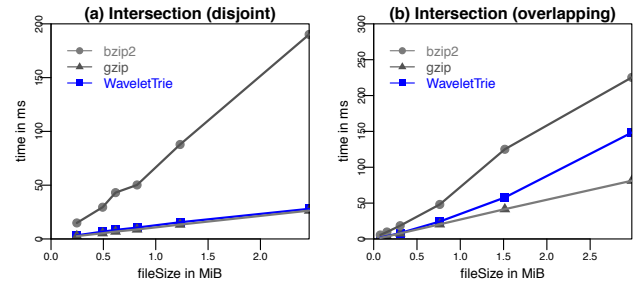 (a) Intersection (disjoint)
time in ms
200
150
100
50
0
bzip2
gzip
WaveletTrie
0.0 0.5 1.0 1.5 2.0
fileSize in MiB
(b) Intersection (overlapping)
time in ms
300
250
200
150
100
50
0
bzip2
gzip
WaveletTrie
0.0 0.5 1.0 1.5 2.0 2.5
fileSize in MiB